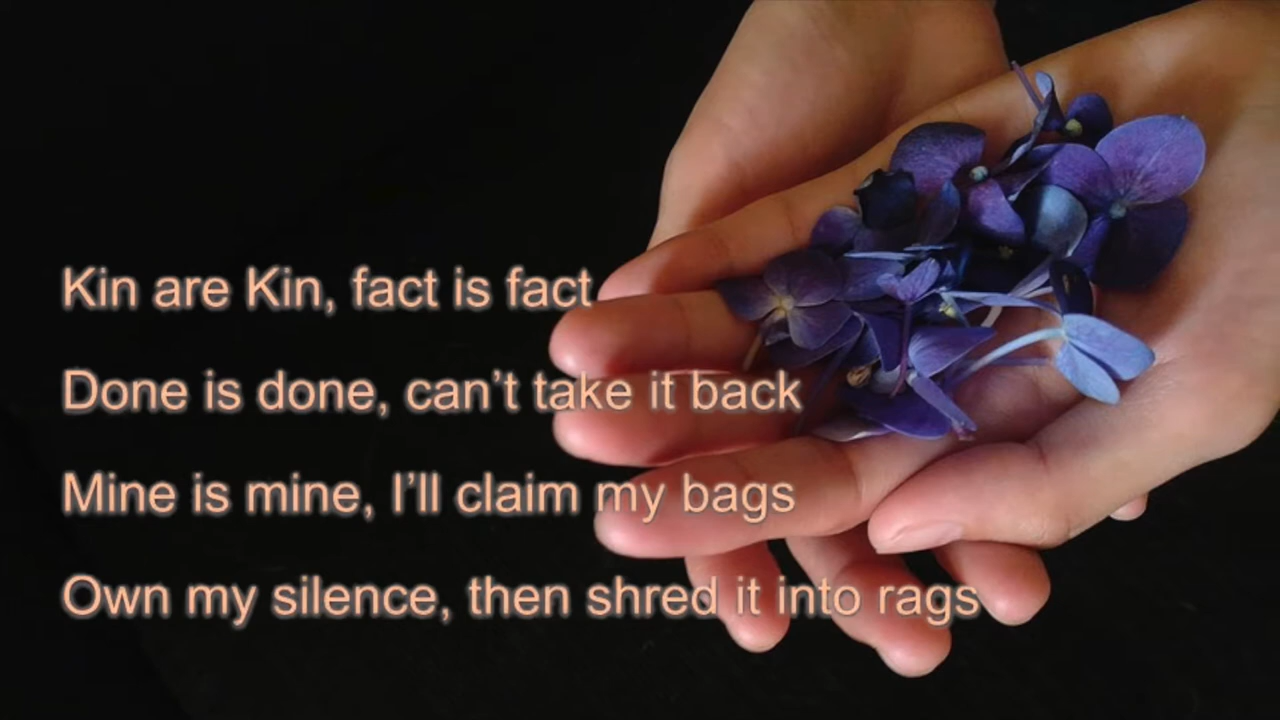 Kin are Kin, fact is fact
Done is done, can’t take it back
Mine is mine, I’ll claim my bags
Own my silence, then shred it into rags